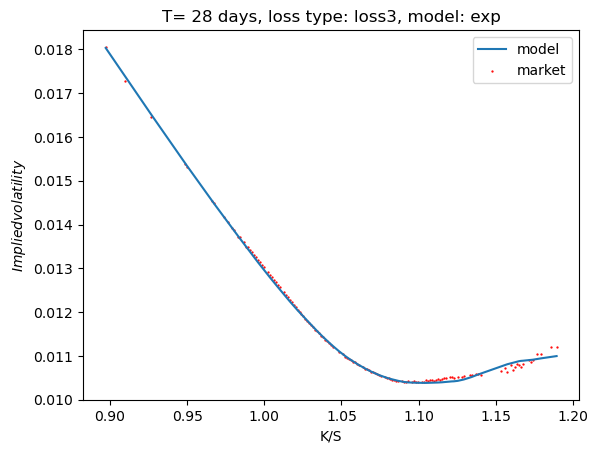 T= 28 days, loss type: loss3, model: exp
model
market
0.018
0.017
0.016
0.015
0.014
0.013
0.012
0.011
0.010
Impliedvolatility
0.90 0.95 1.00 1.05 1.10 1.15 1.20
K/S